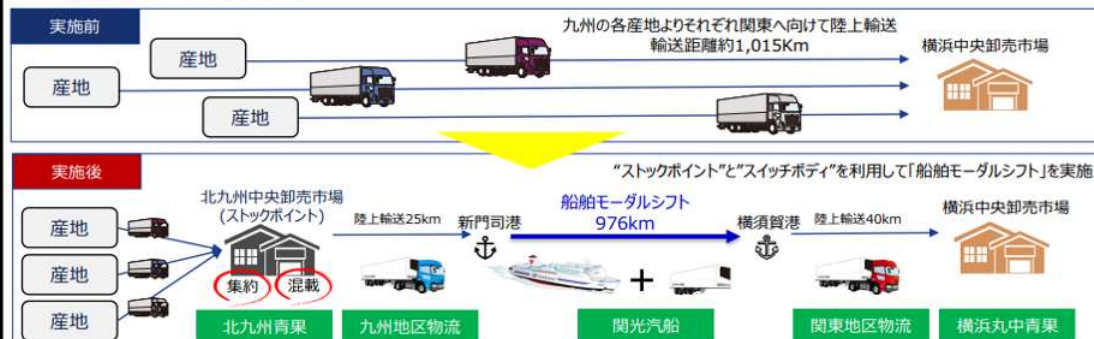 実施前
九州の各産地よりそれぞれ関東へ向けて陸上輸送
輸送距離約1,015Km
横浜中央卸売市場
産地
産地
産地
実施後
"ストックポイント"と"スイッチボディ"を利用して「船舶モーダルシフト」を実施
北九州中央卸売市場
(ストックポイント)
陸上輸送25km
新門司港
船舶モーダルシフト
976km
横須賀港
陸上輸送40km
横浜中央卸売市場
産地
産地
産地
集約
混載
+
北九州青果
九州地区物流
関光汽船
関東地区物流
横浜丸中青果